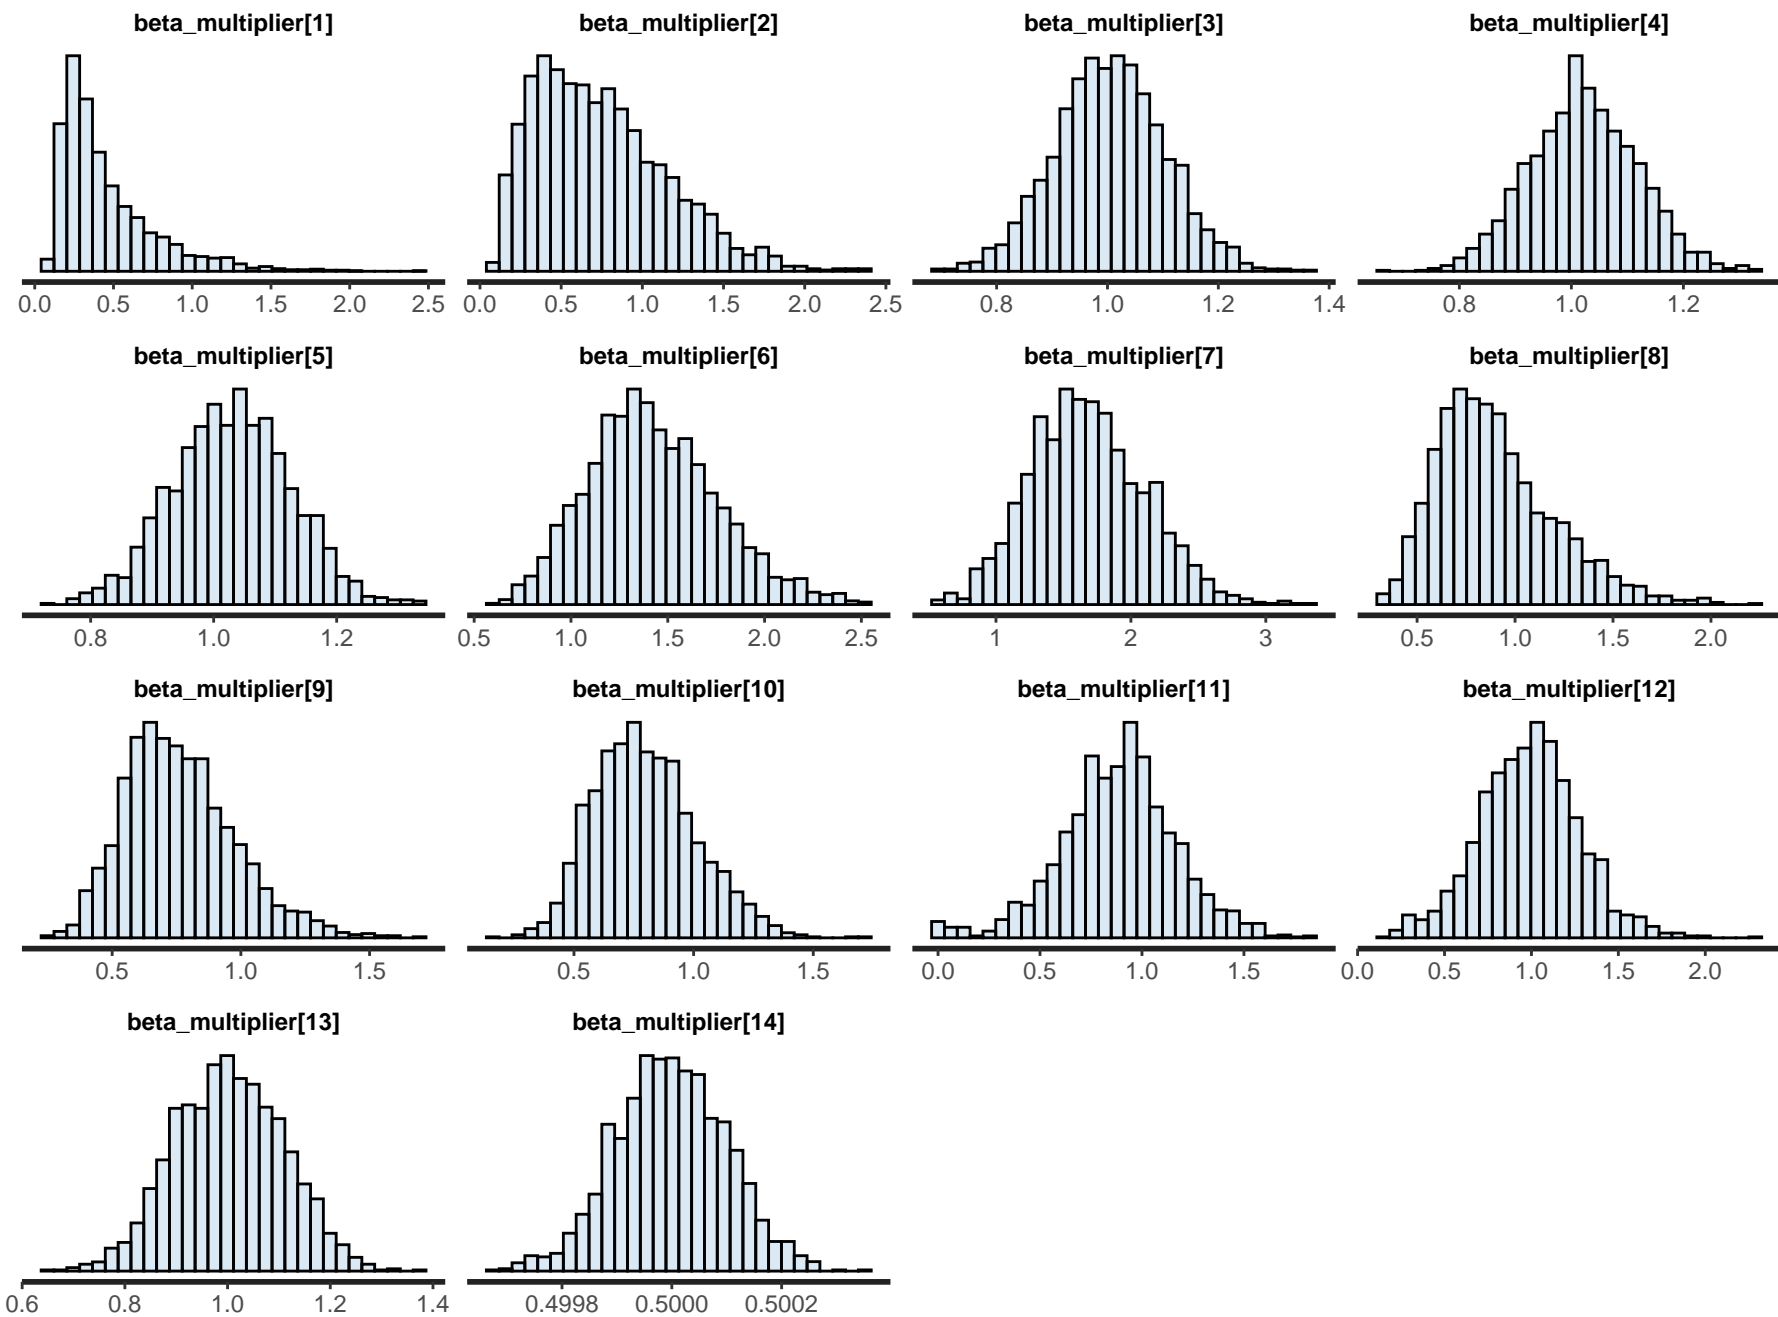 beta_multiplier[1] beta_multiplier[2] beta_multiplier[3] beta_multiplier[4]
0.0 0.5 1.0 1.5 2.0 2.5 0.0 0.5 1.0 1.5 2.0 2.5 0.8 1.0 1.2 1.4 0.8 1.0 1.2
beta_multiplier[5] beta_multiplier[6] beta_multiplier[7] beta_multiplier[8]
0.8 1.0 1.2 0.5 1.0 1.5 2.0 2.5 1 2 3 0.5 1.0 1.5 2.0
beta_multiplier[9] beta_multiplier[10] beta_multiplier[11] beta_multiplier[12]
0.5 1.0 1.5 0.5 1.0 1.5 0.0 0.5 1.0 1.5 0.0 0.5 1.0 1.5 2.0
beta_multiplier[13] beta_multiplier[14]
0.6 0.8 1.0 1.2 1.4 0.4998 0.5000 0.5002